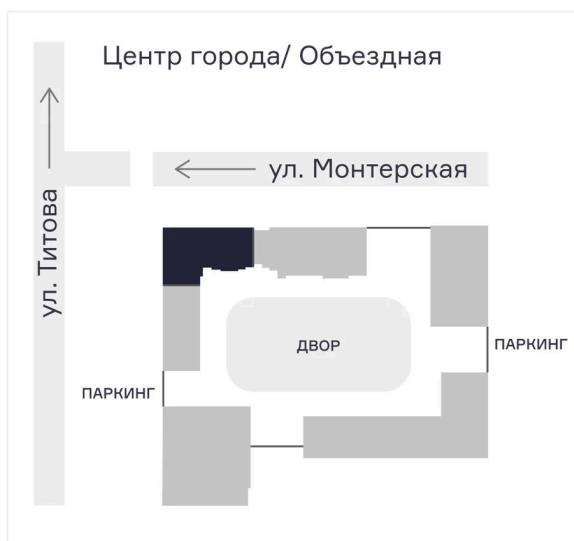 Центр города/ Объездная
ул. Монтерская
ул. Титова
ДВОР
ПАРКИНГ
ПАРКИНГ